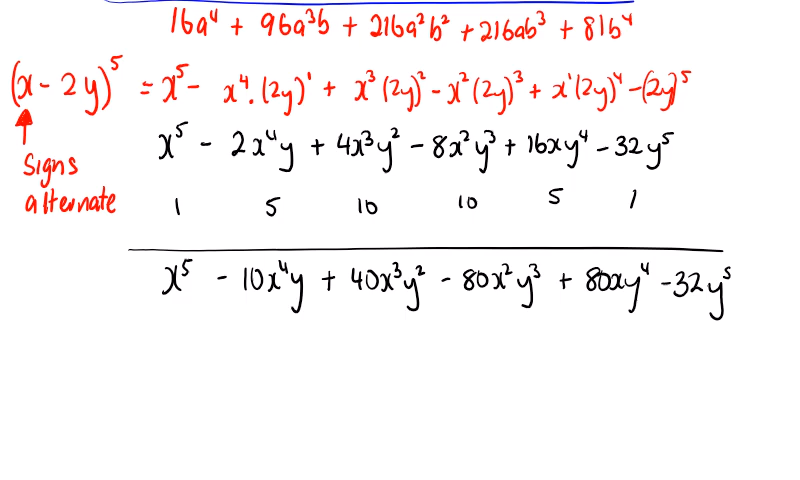 16a⁴ + 96a³b + 216a²b² + 216ab³ + 81b⁴
(x - 2y)⁵ = x⁵ - x⁴·(2y)¹ + x³(2y)² - x²(2y)³ + x¹(2y)⁴ - (2y)⁵
x⁵ - 2x⁴y + 4x³y² - 8x²y³ + 16xy⁴ - 32y⁵
Signs
alternate
1 5 10 10 5 1
x⁵ - 10x⁴y + 40x³y² - 80x²y³ + 80xy⁴ - 32y⁵